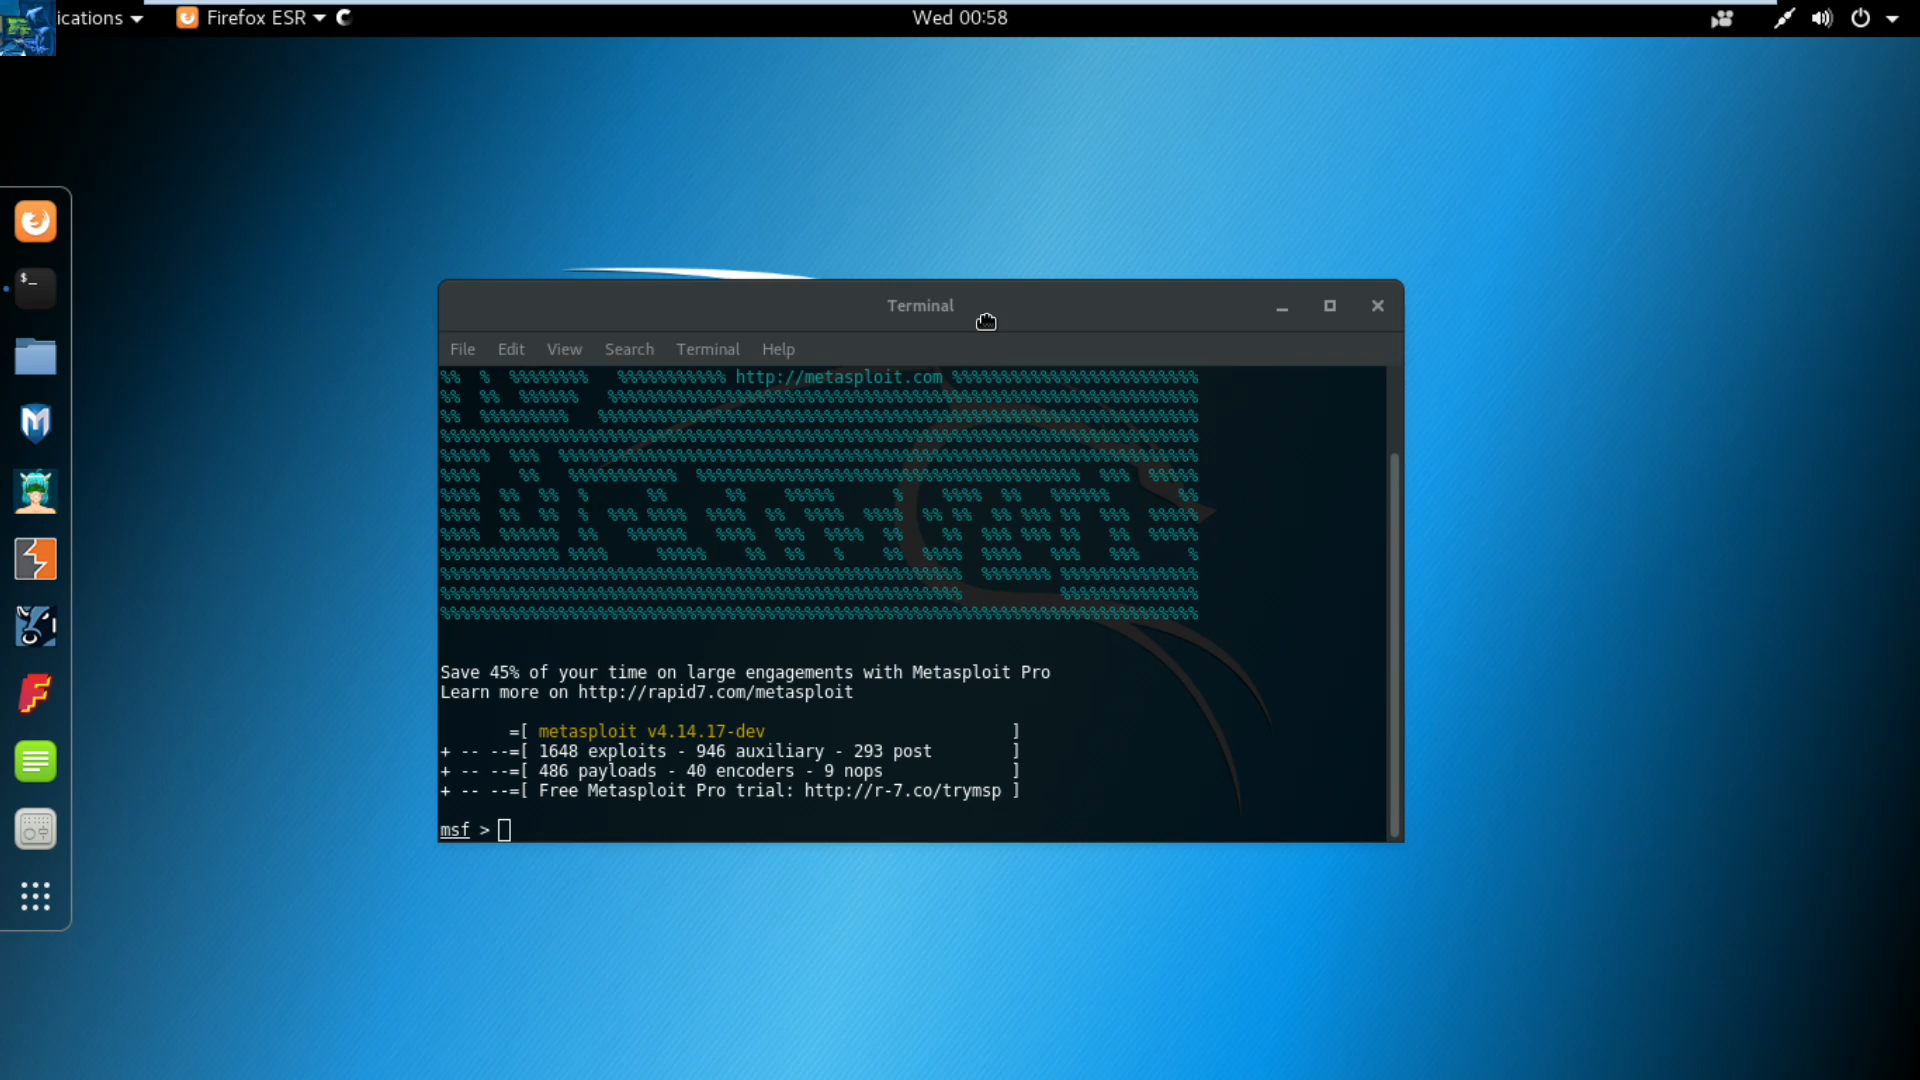 ications Firefox ESR Wed 00:58
Terminal
File Edit View Search Terminal Help
%% % %%%%%%%% %%%%%%%%%%% http://metasploit.com %%%%%%%%%%%%%%%%%%%%%%%%%
Save 45% of your time on large engagements with Metasploit Pro
Learn more on http://rapid7.com/metasploit
=[ metasploit v4.14.17-dev ]
+ -- --=[ 1648 exploits - 946 auxiliary - 293 post ]
+ -- --=[ 486 payloads - 40 encoders - 9 nops ]
+ -- --=[ Free Metasploit Pro trial: http://r-7.co/trymsp ]
msf >